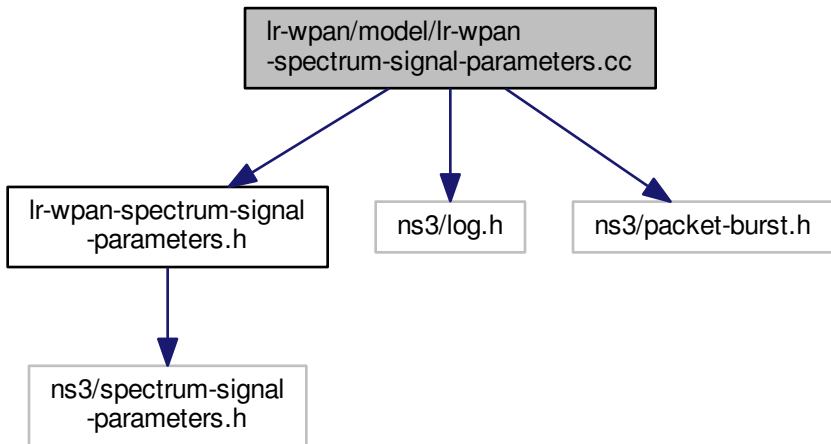 lr-wpan/model/lr-wpan
-spectrum-signal-parameters.cc
lr-wpan-spectrum-signal
-parameters.h
ns3/log.h
ns3/packet-burst.h
ns3/spectrum-signal
-parameters.h